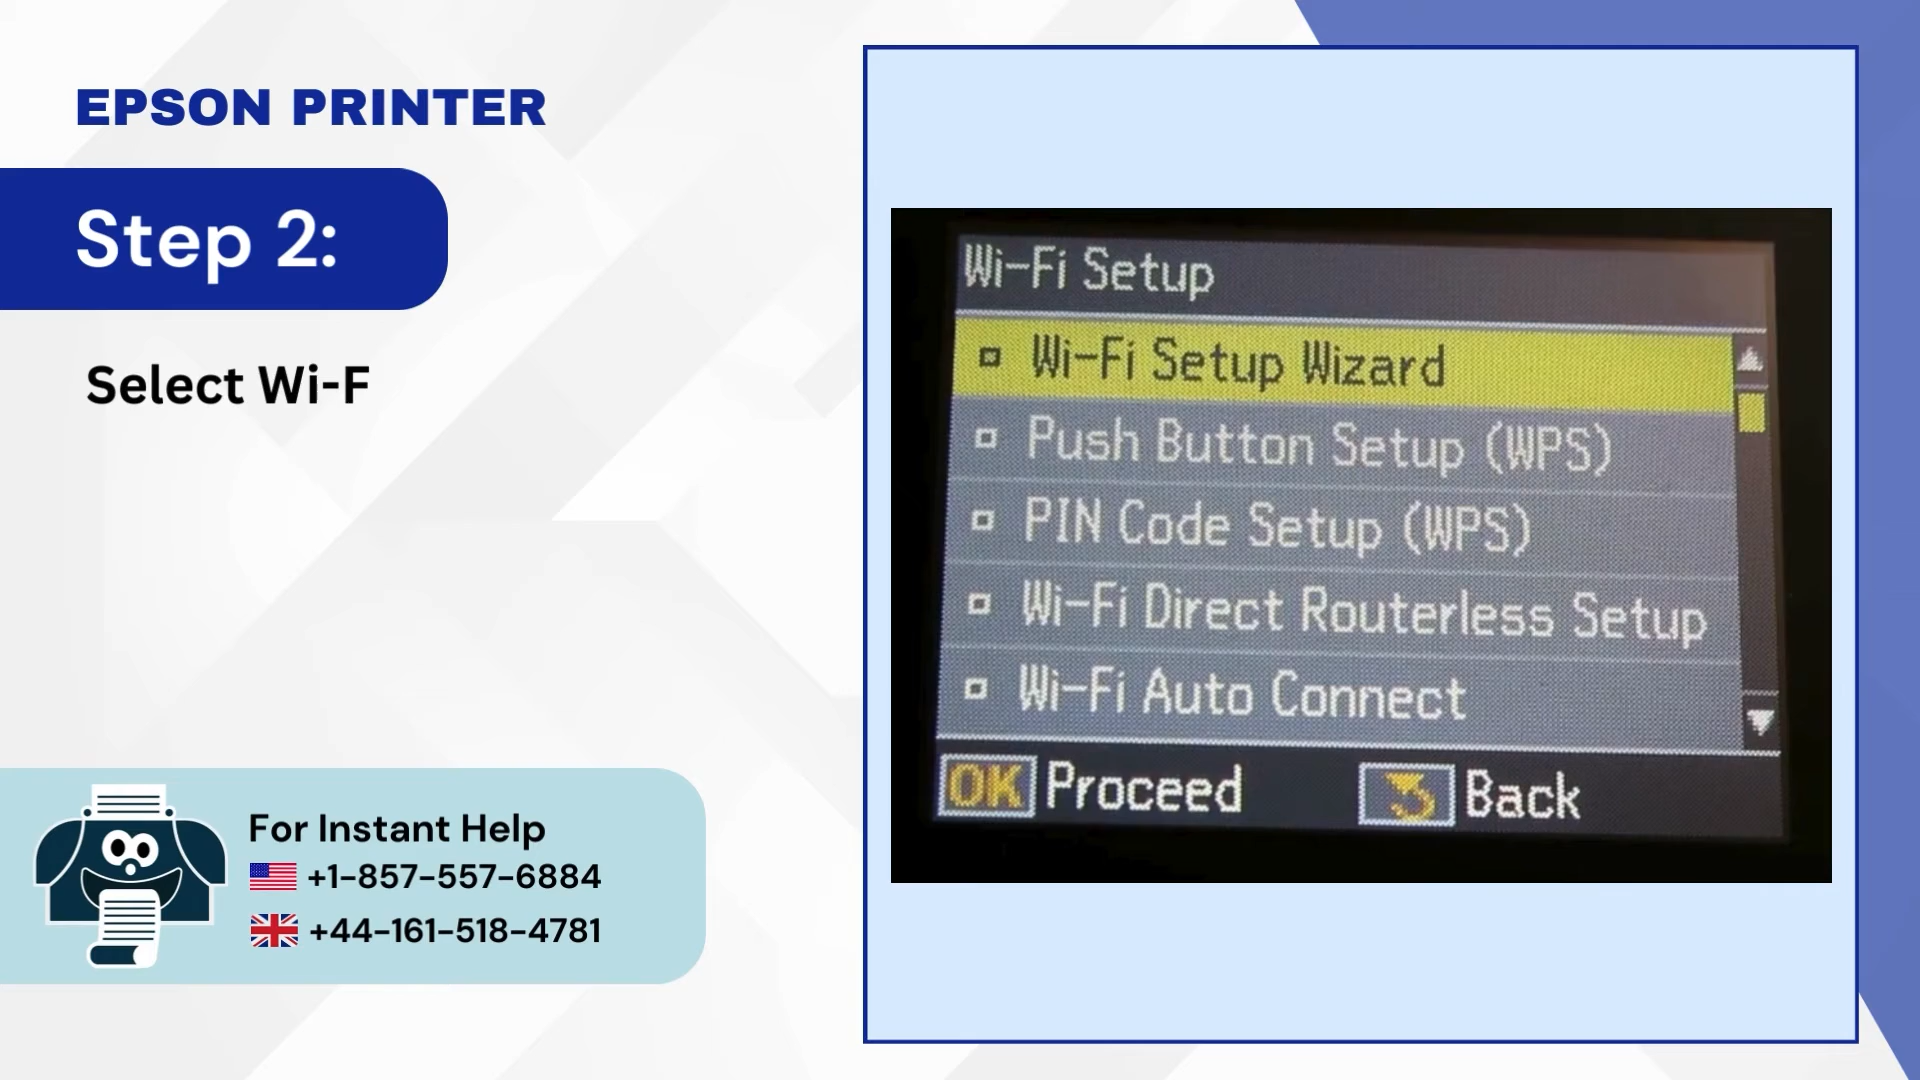 EPSON PRINTER
Step 2:
Select Wi-F
For Instant Help
+1-857-557-6884
+44-161-518-4781
Wi-Fi Setup
Wi-Fi Setup Wizard
Push Button Setup (WPS)
PIN Code Setup (WPS)
Wi-Fi Direct Routerless Setup
Wi-Fi Auto Connect
OK Proceed
Back